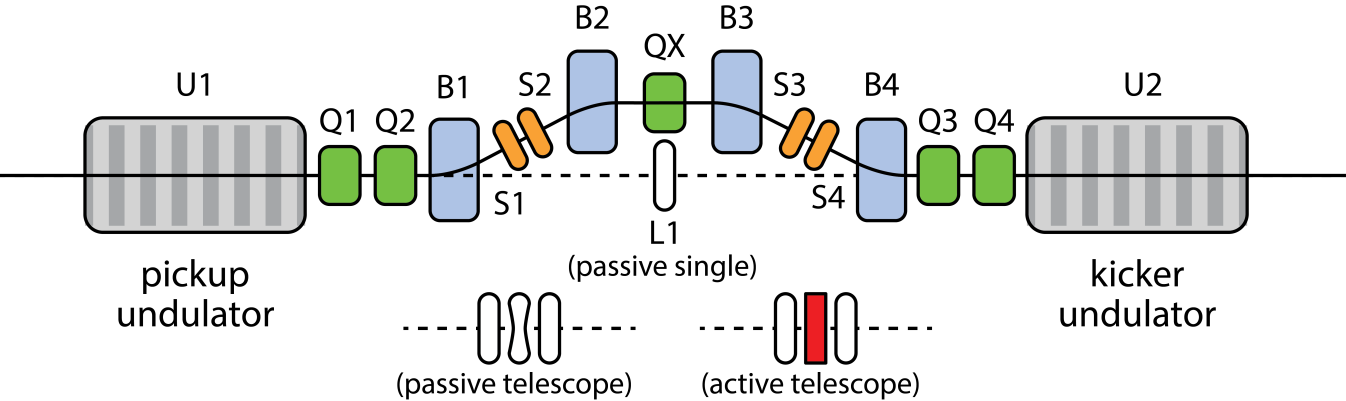 B2
B3
QX
U1
B1
S2
S3
B4
U2
Q1
Q2
Q3
Q4
S1
S4
L1
(passive single)
pickup
undulator
kicker
undulator
(passive telescope)
(active telescope)